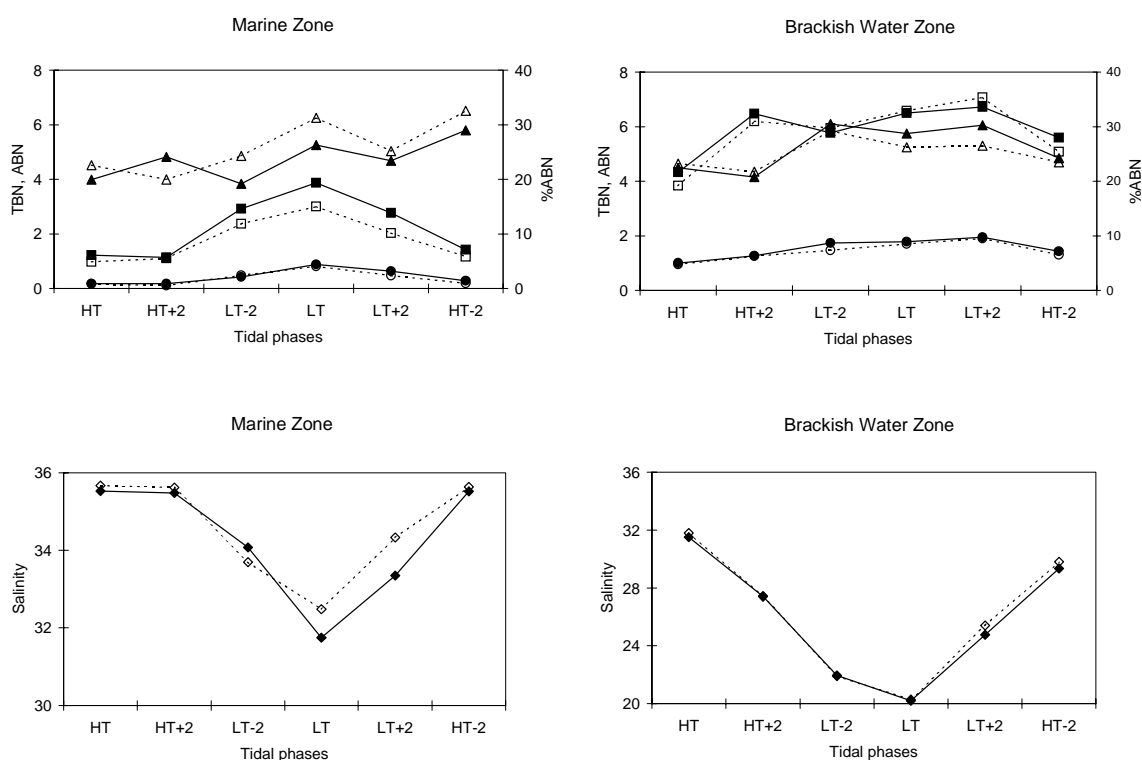 Marine Zone
8
6
4
2
0
TBN, ABN
40
30
20
10
0
%ABN
HT HT+2 LT-2 LT LT+2 HT-2
Tidal phases
Brackish Water Zone
8
6
4
2
0
TBN, ABN
40
30
20
10
0
%ABN
HT HT+2 LT-2 LT LT+2 HT-2
Tidal phases
Marine Zone
36
34
32
30
Salinity
HT HT+2 LT-2 LT LT+2 HT-2
Tidal phases
Brackish Water Zone
36
32
28
24
20
Salinity
HT HT+2 LT-2 LT LT+2 HT-2
Tidal phases